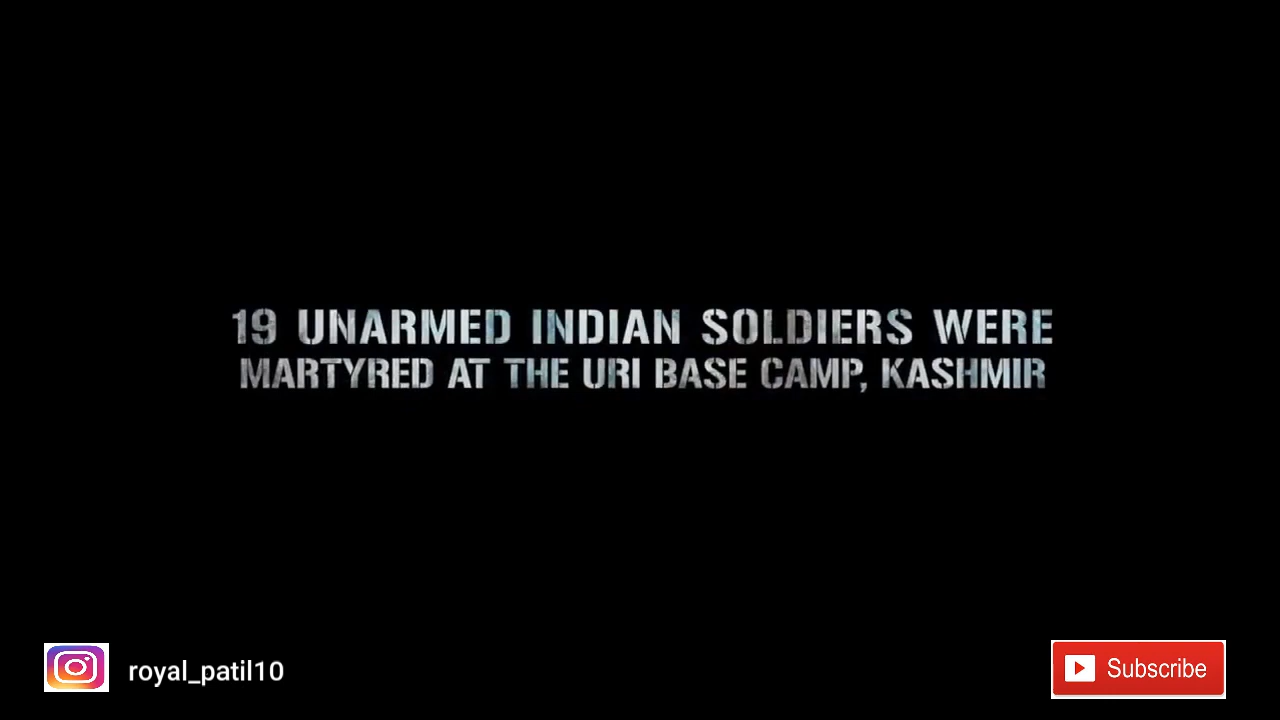 19 UNARMED INDIAN SOLDIERS WERE
MARTYRED AT THE URI BASE CAMP, KASHMIR
royal_patil10
Subscribe